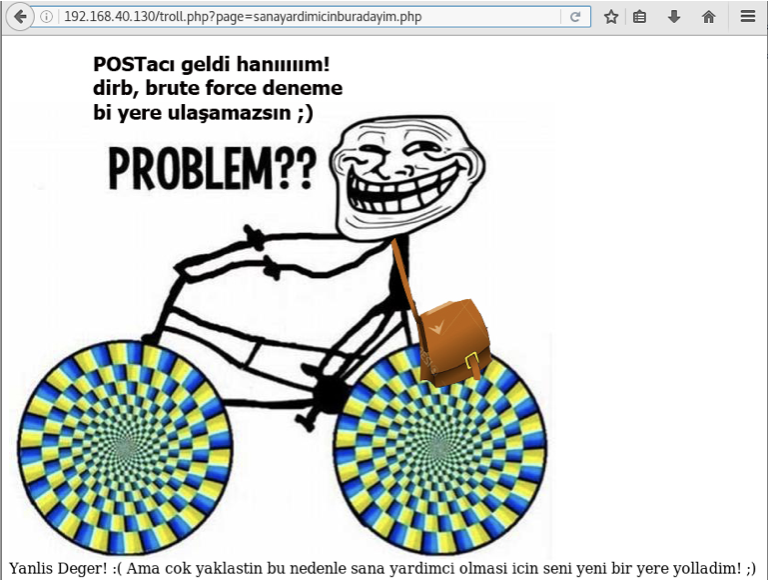 192.168.40.130/troll.php?page=sanayardimicinburadayim.php
POSTacı geldi hanıııııım!
dirb, brute force deneme
bi yere ulaşamazsın ;)
PROBLEM??
Yanlis Deger! :( Ama cok yaklastin bu nedenle sana yardimci olmasi icin seni yeni bir yere yolladim! ;)